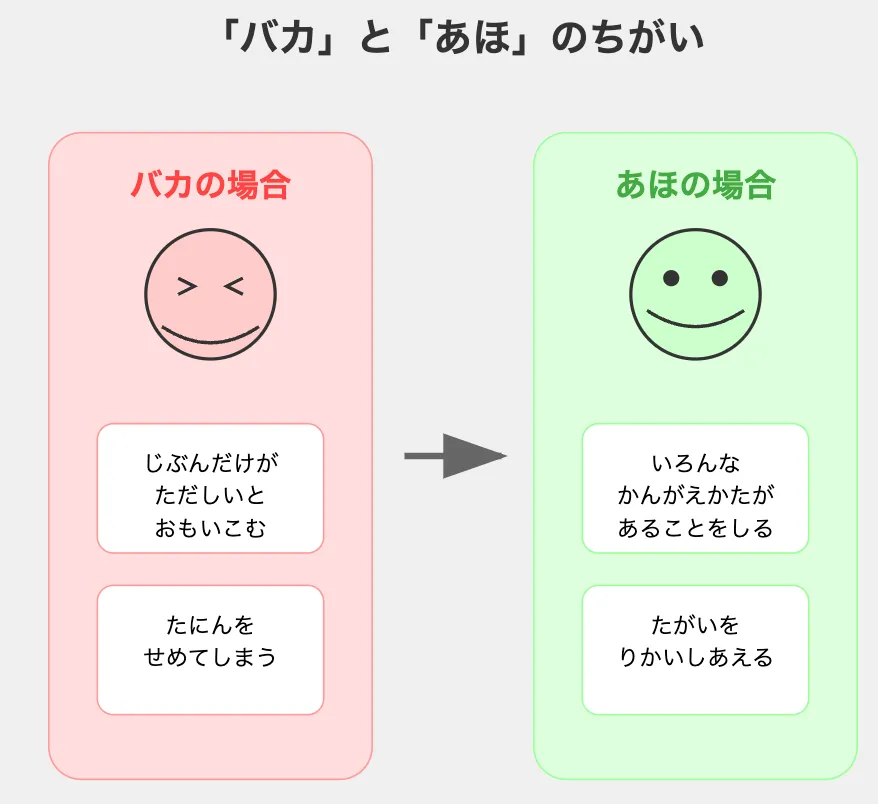 「バカ」と「あほ」のちがい
バカの場合
じぶんだけが
ただしいと
おもいこむ
たにんを
せめてしまう
あほの場合
いろんな
かんがえかたが
あることをしる
たがいを
りかいしあえる